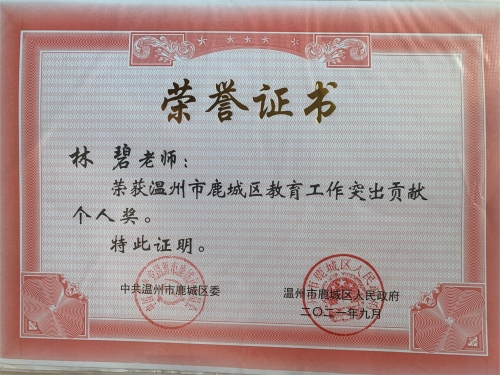 荣誉证书
林 碧老师：
荣获温州市鹿城区教育工作突出贡献
个人奖。
特此证明。
中共温州市鹿城区委
温州市鹿城区人民政府
二〇二一年九月